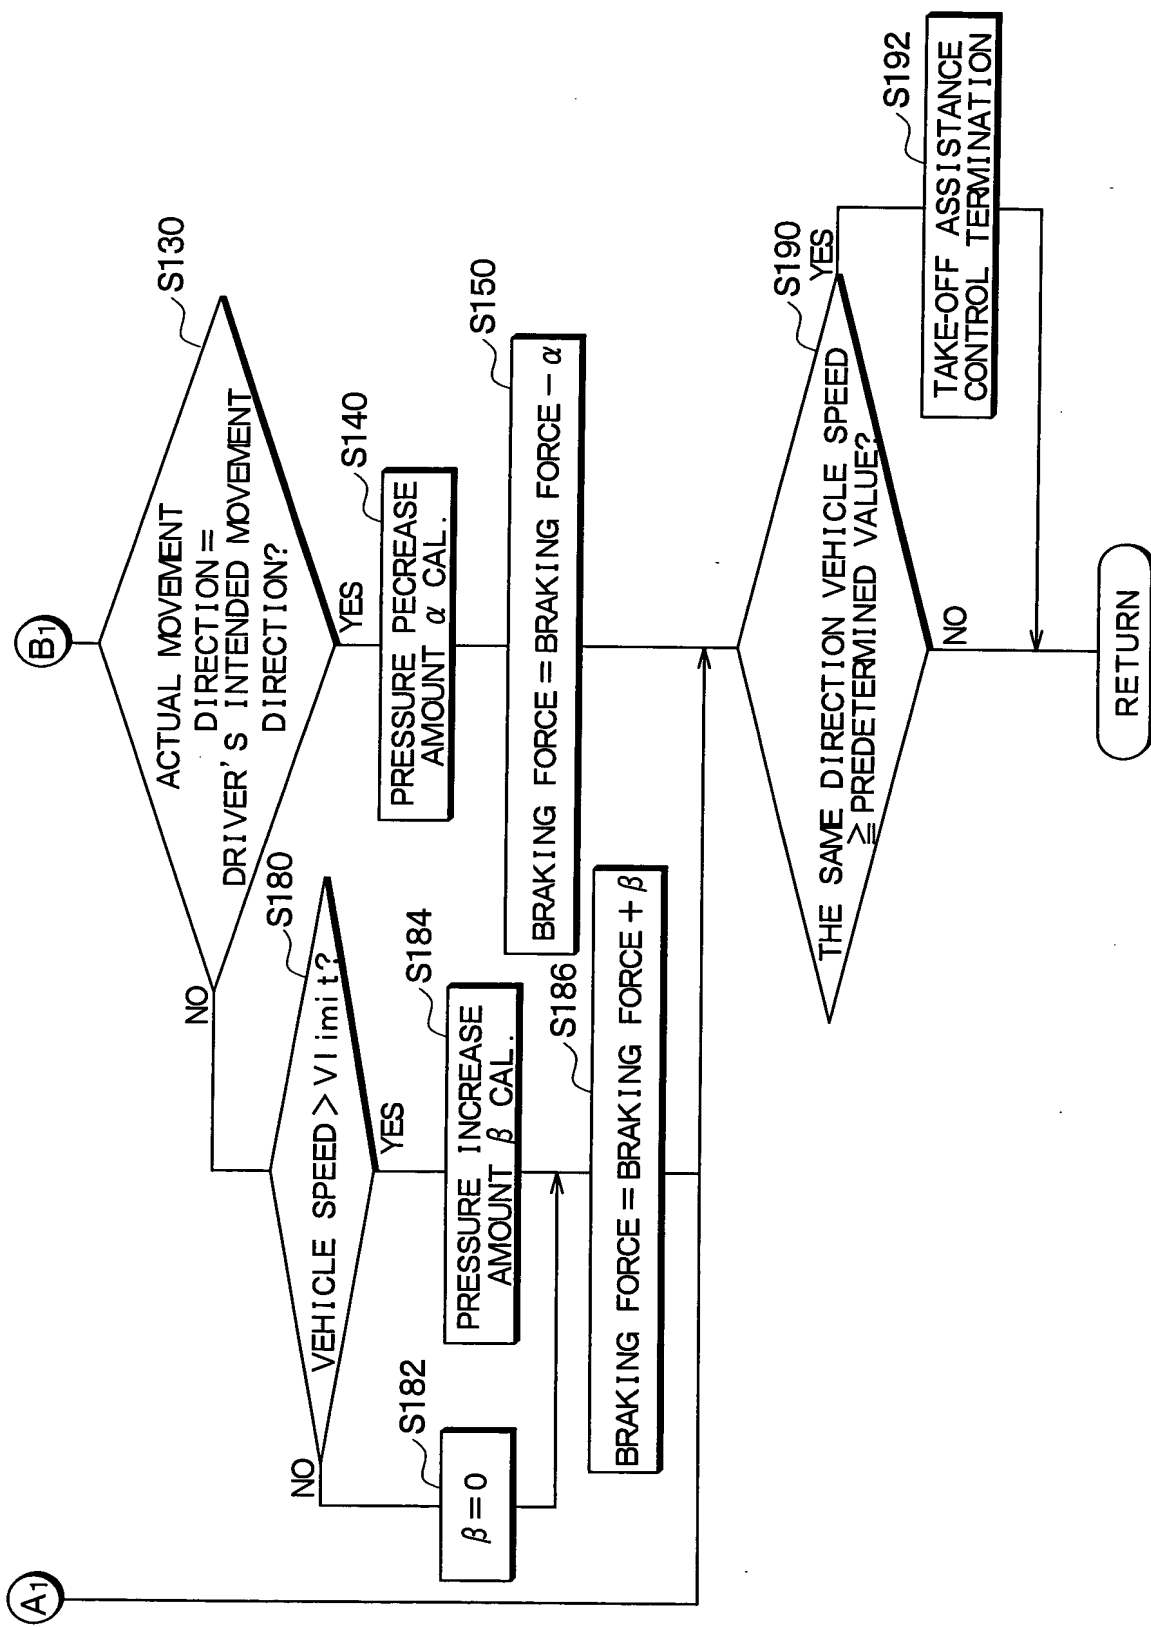 A1
B1
ACTUAL MOVEMENT
DIRECTION =
DRIVER'S INTENDED MOVEMENT
DIRECTION?
S130
NO
YES
S180
VEHICLE SPEED > Vlimit?
NO
YES
S140
PRESSURE PECREASE
AMOUNT α CAL.
S182
β = 0
S184
PRESSURE INCREASE
AMOUNT β CAL.
S150
BRAKING FORCE = BRAKING FORCE − α
S186
BRAKING FORCE = BRAKING FORCE + β
S190
THE SAME DIRECTION VEHICLE SPEED
≧ PREDETERMINED VALUE?
YES
NO
S192
TAKE-OFF ASSISTANCE
CONTROL TERMINATION
RETURN